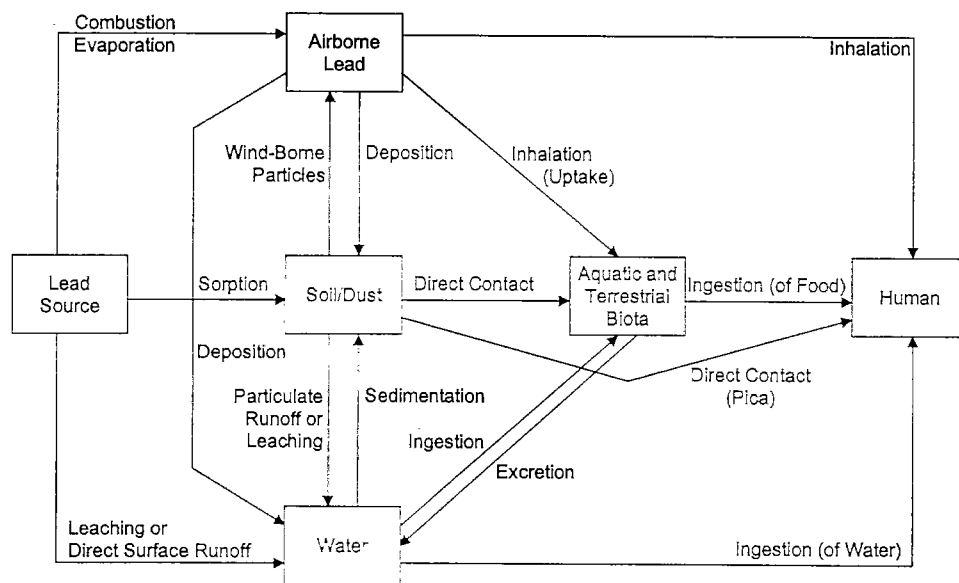 Combustion
Evaporation
Airborne
Lead
Inhalation
Wind-Borne
Particles
Deposition
Inhalation
(Uptake)
Lead
Source
Sorption
Soil/Dust
Direct Contact
Aquatic and
Terrestrial
Biota
Ingestion (of Food)
Human
Deposition
Particulate
Runoff or
Leaching
Sedimentation
Direct Contact
(Pica)
Ingestion
Excretion
Leaching or
Direct Surface Runoff
Water
Ingestion (of Water)